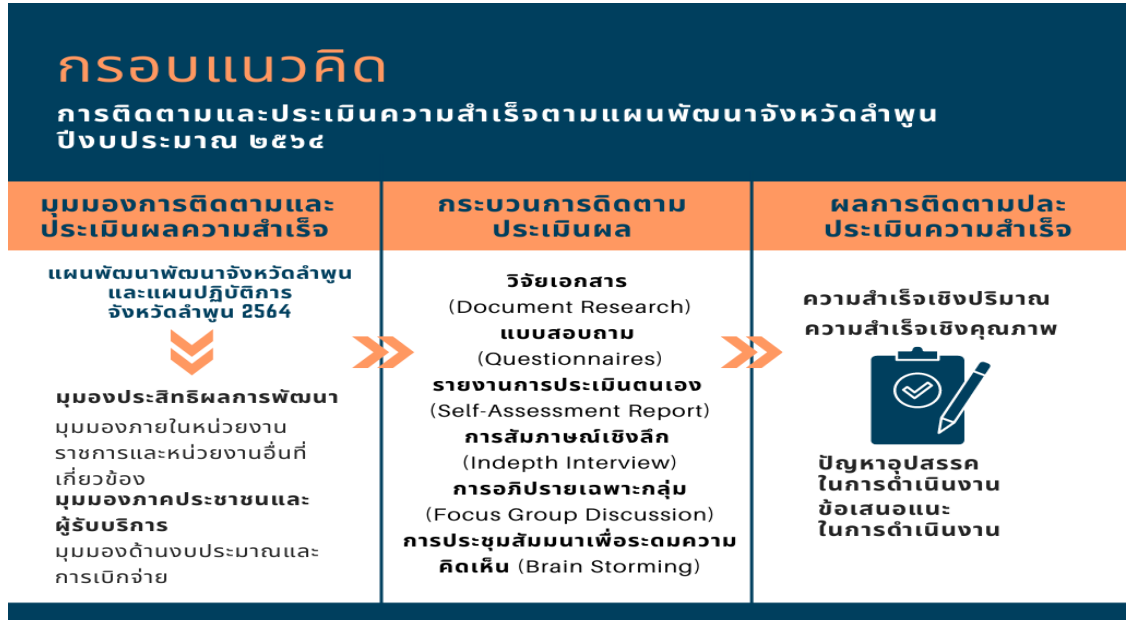 กรอบแนวคิด
การติดตามและประเมินความสำเร็จตามแผนพัฒนาจังหวัดลำพูน
ปีงบประมาณ ๒๕๖๔
มุมมองการติดตามและ
ประเมินผลความสำเร็จ
แผนพัฒนาพัฒนาจังหวัดลำพูน
และแผนปฏิบัติการ
จังหวัดลำพูน 2564
มุมองประสิทธิผลการพัฒนา
มุมมองภายในหน่วยงาน
ราชการและหน่วยงานอื่นที่
เกี่ยวข้อง
มุมมองภาคประชาชนและ
ผู้รับบริการ
มุมมองด้านงบประมาณและ
การเบิกจ่าย
กระบวนการดิดตาม
ประเมินผล
วิจัยเอกสาร
(Document Research)
แบบสอบถาม
(Questionnaires)
รายงานการประเมินตนเอง
(Self-Assessment Report)
การสัมภาษณ์เชิงลึก
(Indepth Interview)
การอภิปรายเฉพาะกลุ่ม
(Focus Group Discussion)
การประชุมสัมมนาเพื่อระดมความ
คิดเห็น (Brain Storming)
ผลการติดตามปละ
ประเมินความสำเร็จ
ความสำเร็จเชิงปริมาณ
ความสำเร็จเชิงคุณภาพ
ปัญหาอุปสรรค
ในการดำเนินงาน
ข้อเสนอแนะ
ในการดำเนินงาน